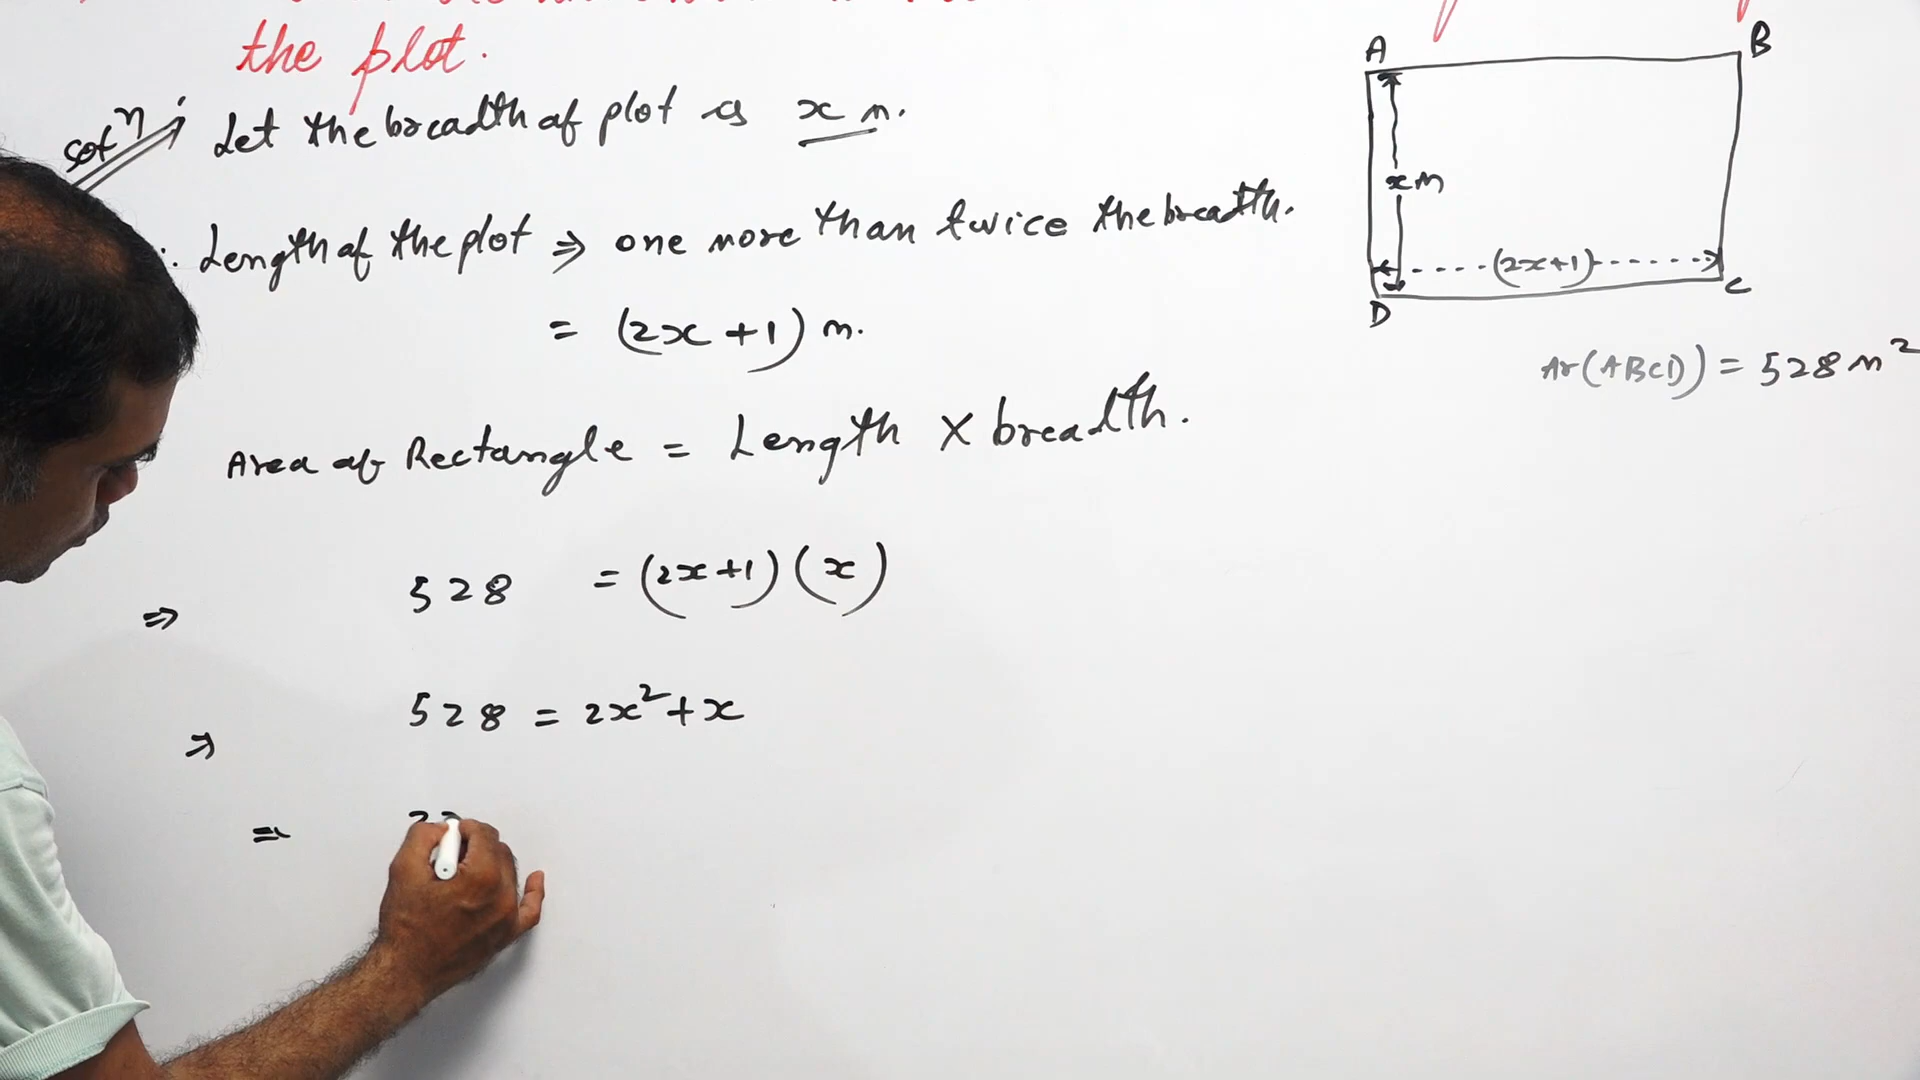 the plot.
Solⁿ: Let the breadth of plot is x m.
∴ Length of the plot ⇒ one more than twice the breadth.
= (2x+1) m.
Area of Rectangle = Length × breadth.
⇒ 528 = (2x+1)(x)
⇒ 528 = 2x²+x
⇒
A
B
x m
(2x+1)
D
C
Ar(ABCD) = 528 m²